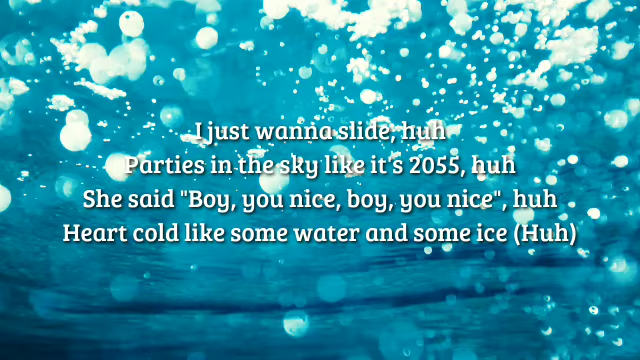 I just wanna slide, huh
Parties in the sky like it's 2055, huh
She said "Boy, you nice, boy, you nice", huh
Heart cold like some water and some ice (Huh)